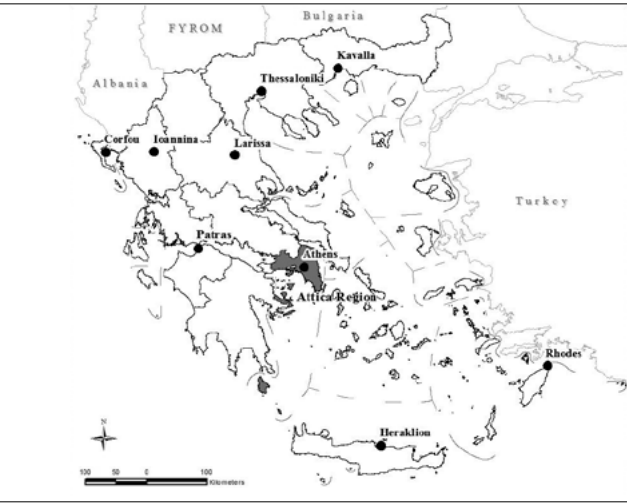 Bulgaria
FYROM
Kavalla
Albania
Thessaloniki
Corfou
Ioannina
Larissa
Turkey
Patras
Athens
Attica Region
Rhodes
Heraklion
N
100 50 0 100
Kilometers